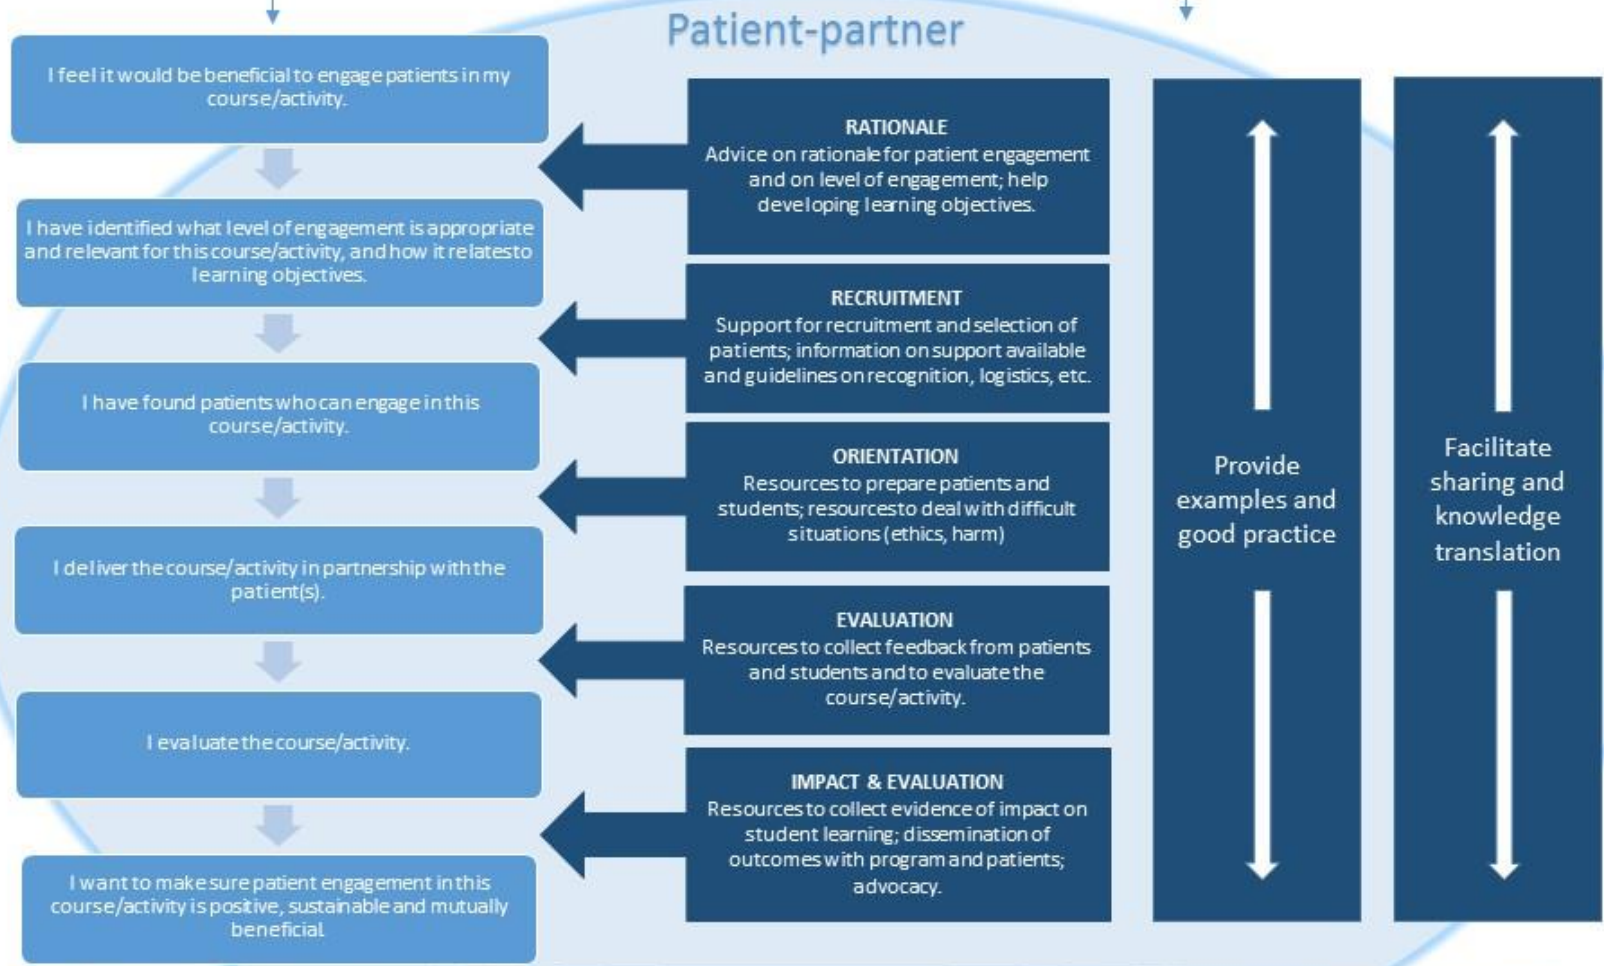 Patient-partner
I feel it would be beneficial to engage patients in my
course/activity.
I have identified what level of engagement is appropriate
and relevant for this course/activity, and how it relates to
learning objectives.
I have found patients who can engage in this
course/activity.
I deliver the course/activity in partnership with the
patient(s).
I evaluate the course/activity.
I want to make sure patient engagement in this
course/activity is positive, sustainable and mutually
beneficial.
RATIONALE
Advice on rationale for patient engagement
and on level of engagement; help
developing learning objectives.
RECRUITMENT
Support for recruitment and selection of
patients; information on support available
and guidelines on recognition, logistics, etc.
ORIENTATION
Resources to prepare patients and
students; resources to deal with difficult
situations (ethics, harm)
EVALUATION
Resources to collect feedback from patients
and students and to evaluate the
course/activity.
IMPACT & EVALUATION
Resources to collect evidence of impact on
student learning; dissemination of
outcomes with program and patients;
advocacy.
Provide
examples and
good practice
Facilitate
sharing and
knowledge
translation